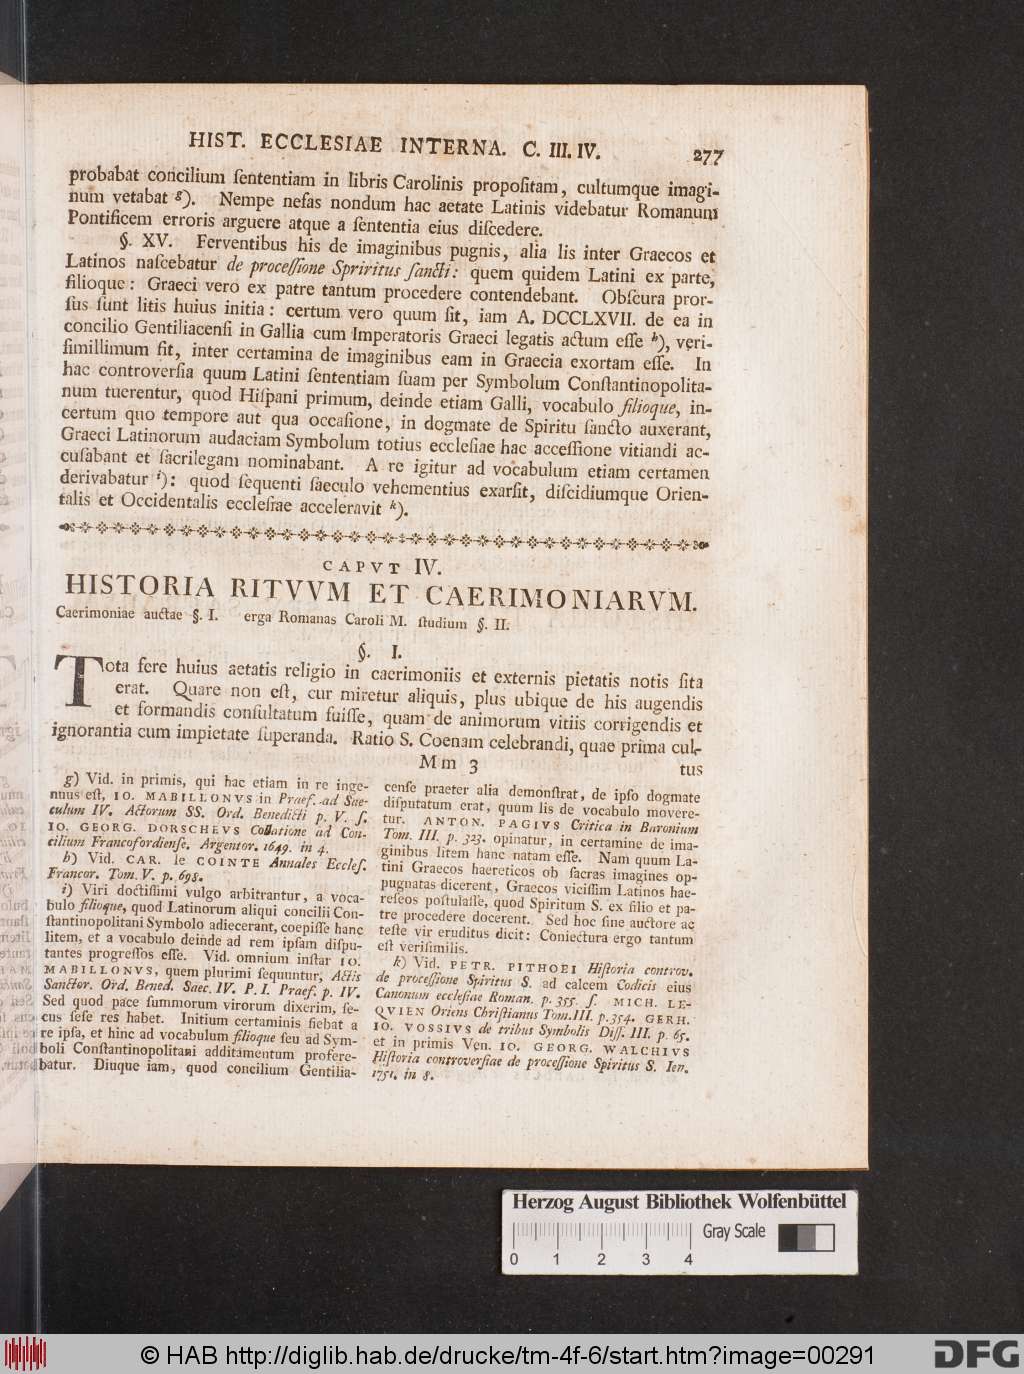 HIST. ECCLESIAE INTERNA. C. III. IV. 277
probabat concilium ſententiam in libris Carolinis propoſitam, cultumque imagi-
num vetabat g). Nempe nefas nondum hac aetate Latinis videbatur Romanum
Pontificem erroris arguere atque a ſententia eius diſcedere.
§. XV. Ferventibus his de imaginibus pugnis, alia lis inter Graecos et
Latinos naſcebatur de proceſſione Spriritus ſancti: quem quidem Latini ex parte,
filioque: Graeci vero ex patre tantum procedere contendebant. Obſcura pror-
ſus ſunt litis huius initia: certum vero quum ſit, iam A. DCCLXVII. de ea in
concilio Gentiliacenſi in Gallia cum Imperatoris Graeci legatis actum eſſe h), veri-
ſimillimum ſit, inter certamina de imaginibus eam in Graecia exortam eſſe. In
hac controverſia quum Latini ſententiam ſuam per Symbolum Conſtantinopolita-
num tuerentur, quod Hiſpani primum, deinde etiam Galli, vocabulo filioque, in-
certum quo tempore aut qua occaſione, in dogmate de Spiritu ſancto auxerant,
Graeci Latinorum audaciam Symbolum totius eccleſiae hac acceſſione vitiandi ac-
cuſabant et ſacrilegam nominabant. A re igitur ad vocabulum etiam certamen
derivabatur i): quod ſequenti ſaeculo vehementius exarſit, diſcidiumque Orien-
talis et Occidentalis eccleſiae acceleravit k).
CAPVT IV.
HISTORIA RITVVM ET CAERIMONIARVM.
Caerimoniae auctae §. I. erga Romanas Caroli M. ſtudium §. II.
§. I.
Tota fere huius aetatis religio in caerimoniis et externis pietatis notis ſita
erat. Quare non eſt, cur miretur aliquis, plus ubique de his augendis
et formandis conſultatum fuiſſe, quam de animorum vitiis corrigendis et
ignorantia cum impietate ſuperanda. Ratio S. Coenam celebrandi, quae prima cul-
Mm 3 tus
g) Vid. in primis, qui hac etiam in re inge-
nuus eſt, IO. MABILLONVS in Praef. ad Sae-
culum IV. Actorum SS. Ord. Benedicti p. V. ſ.
IO. GEORG. DORSCHEVS Collatione ad Con-
cilium Francofordienſe. Argentor. 1649. in 4.
h) Vid. CAR. le COINTE Annales Eccleſ.
Francor. Tom. V. p. 698.
i) Viri doctiſſimi vulgo arbitrantur, a voca-
bulo filioque, quod Latinorum aliqui concilii Con-
ſtantinopolitani Symbolo adiecerant, coepiſſe hanc
litem, et a vocabulo deinde ad rem ipſam diſpu-
tantes progreſſos eſſe. Vid. omnium inſtar IO.
MABILLONVS, quem plurimi ſequuntur, Actis
Sanctor. Ord. Bened. Saec. IV. P. I. Praef. p. IV.
Sed quod pace ſummorum virorum dixerim, ſe-
cus ſeſe res habet. Initium certaminis fiebat a
re ipſa, et hinc ad vocabulum filioque ſeu ad Sym-
boli Conſtantinopolitani additamentum profere-
batur. Diuque iam, quod concilium Gentilia-
cenſe praeter alia demonſtrat, de ipſo dogmate
diſputatum erat, quum lis de vocabulo movere-
tur. ANTON. PAGIVS Critica in Baronium
Tom. III. p. 323. opinatur, in certamine de ima-
ginibus litem hanc natam eſſe. Nam quum La-
tini Graecos haereticos ob ſacras imagines op-
pugnatas dicerent, Graecos viciſſim Latinos hae-
reſeos poſtulaſſe, quod Spiritum S. ex filio et pa-
tre procedere docerent. Sed hoc ſine auctore ac
teſte vir eruditus dicit: Coniectura ergo tantum
eſt veriſimilis.
k) Vid. PETR. PITHOEI Hiſtoria controv.
de proceſſione Spiritus S. ad calcem Codicis eius
Canonum eccleſiae Roman. p. 355. ſ. MICH. LE-
QVIEN Oriens Chriſtianus Tom. III. p. 354. GERH.
IO. VOSSIVS de tribus Symbolis Diſſ. III. p. 65.
et in primis Ven. IO. GEORG. WALCHIVS
Hiſtoria controverſiae de proceſſione Spiritus S. Ien.
1751. in 8.
Herzog August Bibliothek Wolfenbüttel
Gray Scale
0 1 2 3 4
© HAB http://diglib.hab.de/drucke/tm-4f-6/start.htm?image=00291
DFG